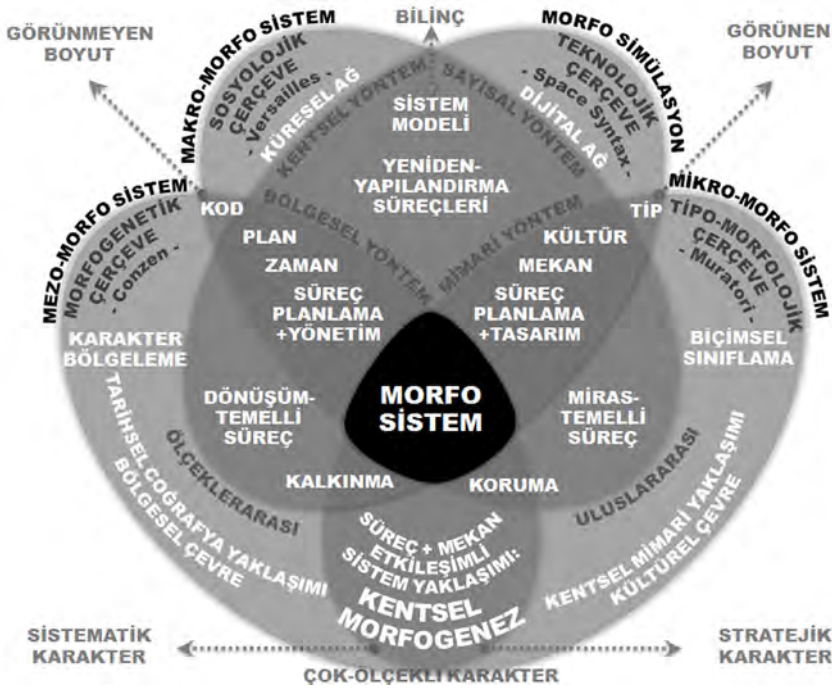 BİLİNÇ
GÖRÜNMEYEN
BOYUT
GÖRÜNEN
BOYUT
MAKRO-MORFO SİSTEM
SOSYOLOJİK
ÇERÇEVE
- Versailles -
KÜRESEL AĞ
KENTSEL YÖNTEM
MORFO SİMÜLASYON
TEKNOLOJİK
ÇERÇEVE
- Space Syntax -
DİJİTAL AĞ
SAYISAL YÖNTEM
SİSTEM
MODELİ
YENİDEN-
YAPILANDIRMA
SÜREÇLERİ
MEZO-MORFO SİSTEM
MORFOGENETİK
ÇERÇEVE
- Conzen -
KARAKTER
BÖLGELEME
BÖLGESEL YÖNTEM
KOD
PLAN
ZAMAN
SÜREÇ
PLANLAMA
+YÖNETİM
MİKRO-MORFO SİSTEM
TİPO-MORFOLOJİK
ÇERÇEVE
- Muratori -
BİÇİMSEL
SINIFLAMA
MİMARİ YÖNTEM
TİP
KÜLTÜR
MEKAN
SÜREÇ
PLANLAMA
+TASARIM
MORFO
SİSTEM
DÖNÜŞÜM-
TEMELLİ
SÜREÇ
MİRAS-
TEMELLİ
SÜREÇ
KALKINMA
KORUMA
ÖLÇEKLERARASI
ULUSLARARASI
TARİHSEL COĞRAFYA YAKLAŞIMI
BÖLGESEL ÇEVRE
KENTSEL MİMARİ YAKLAŞIMI
KÜLTÜREL ÇEVRE
SÜREÇ + MEKAN
ETKİLEŞİMLİ
SİSTEM YAKLAŞIMI:
KENTSEL
MORFOGENEZ
SİSTEMATİK
KARAKTER
STRATEJİK
KARAKTER
ÇOK-ÖLÇEKLİ KARAKTER